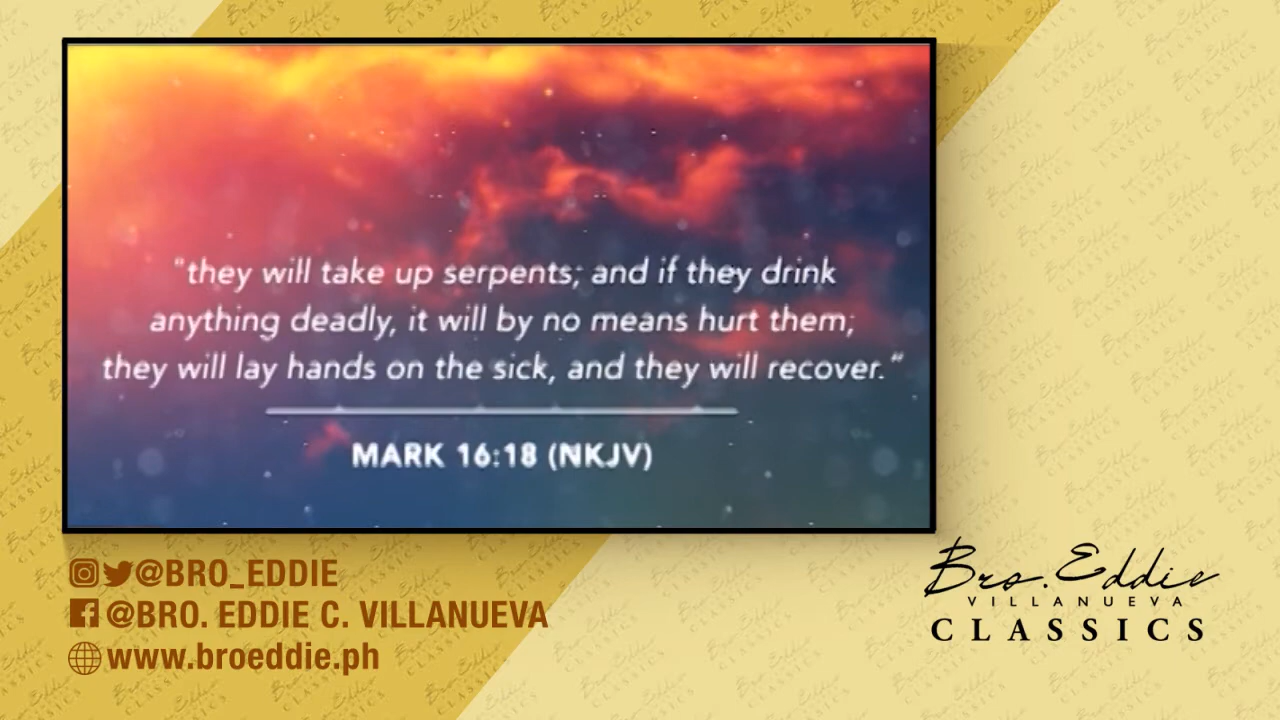 "they will take up serpents; and if they drink
anything deadly, it will by no means hurt them;
they will lay hands on the sick, and they will recover."
MARK 16:18 (NKJV)
@BRO_EDDIE
@BRO. EDDIE C. VILLANUEVA
www.broeddie.ph
Bro. Eddie
VILLANUEVA
CLASSICS